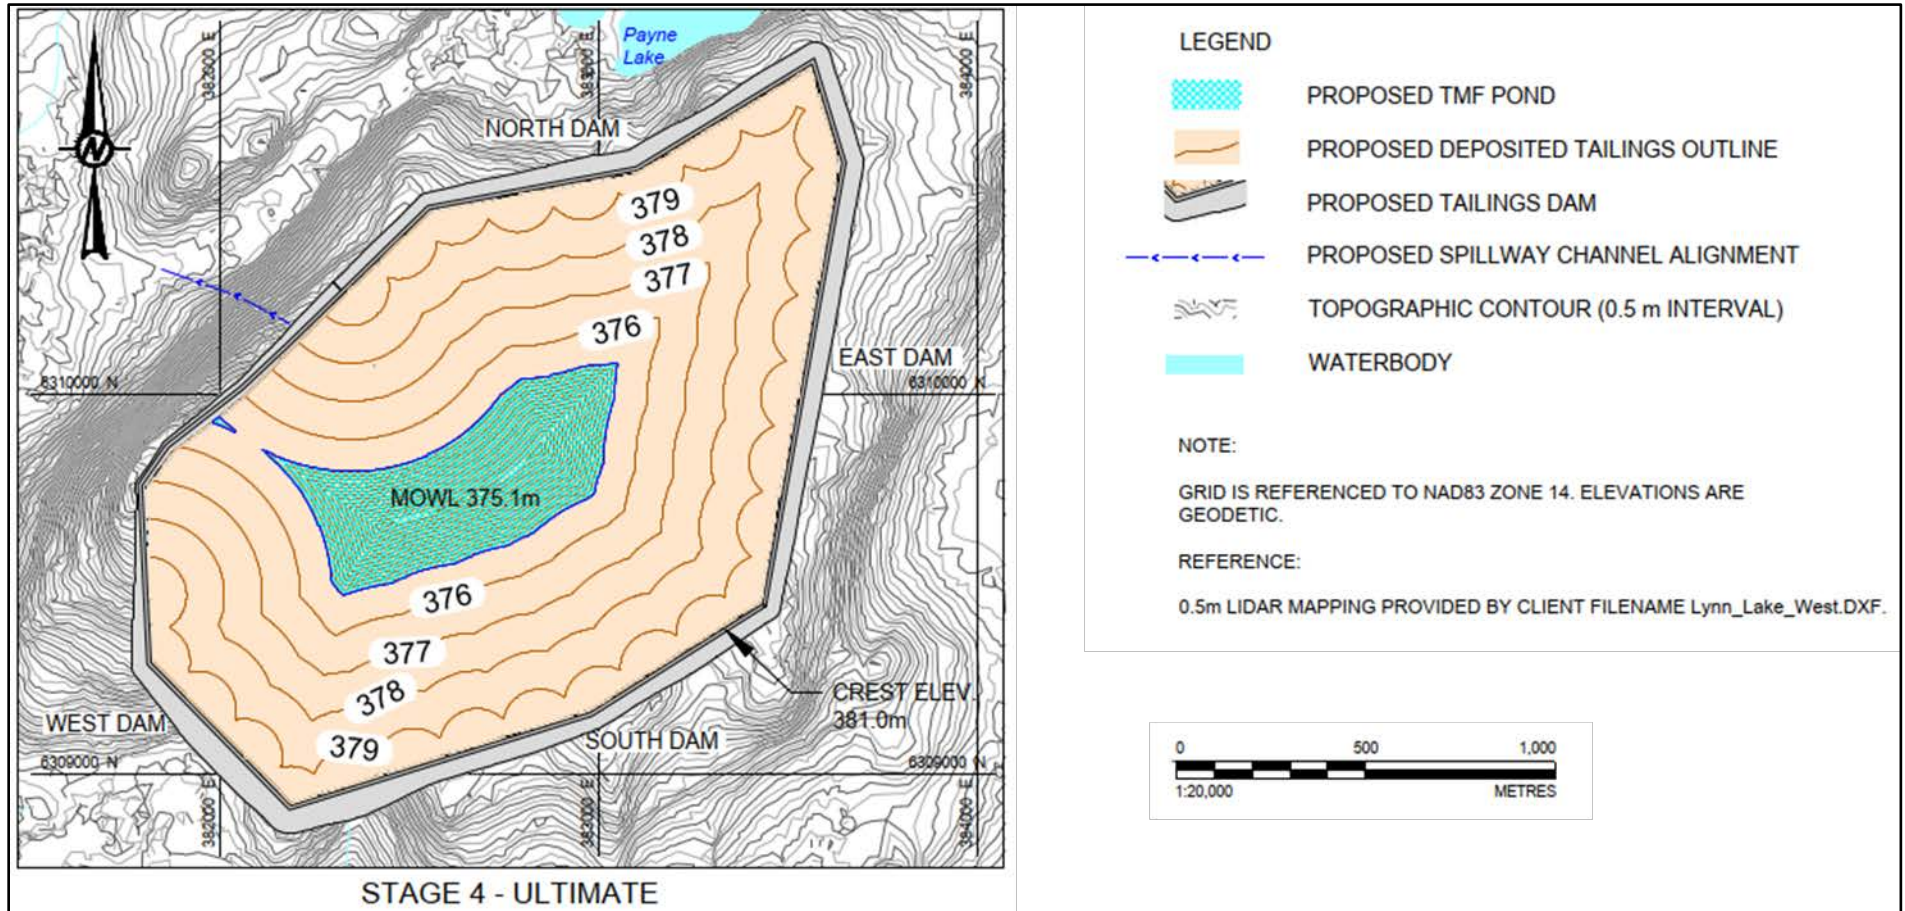 Payne
Lake
382000 E
383000 E
384000 E
N
NORTH DAM
379
378
377
376
EAST DAM
6310000 N
6310000 N
MOWL 375.1m
376
377
378
379
CREST ELEV.
381.0m
WEST DAM
SOUTH DAM
6309000 N
6309000 N
382000 E
383000 E
384000 E
STAGE 4 - ULTIMATE
LEGEND
PROPOSED TMF POND
PROPOSED DEPOSITED TAILINGS OUTLINE
PROPOSED TAILINGS DAM
PROPOSED SPILLWAY CHANNEL ALIGNMENT
TOPOGRAPHIC CONTOUR (0.5 m INTERVAL)
WATERBODY
NOTE:
GRID IS REFERENCED TO NAD83 ZONE 14. ELEVATIONS ARE
GEODETIC.
REFERENCE:
0.5m LIDAR MAPPING PROVIDED BY CLIENT FILENAME Lynn_Lake_West.DXF.
0 500 1,000
1:20,000 METRES